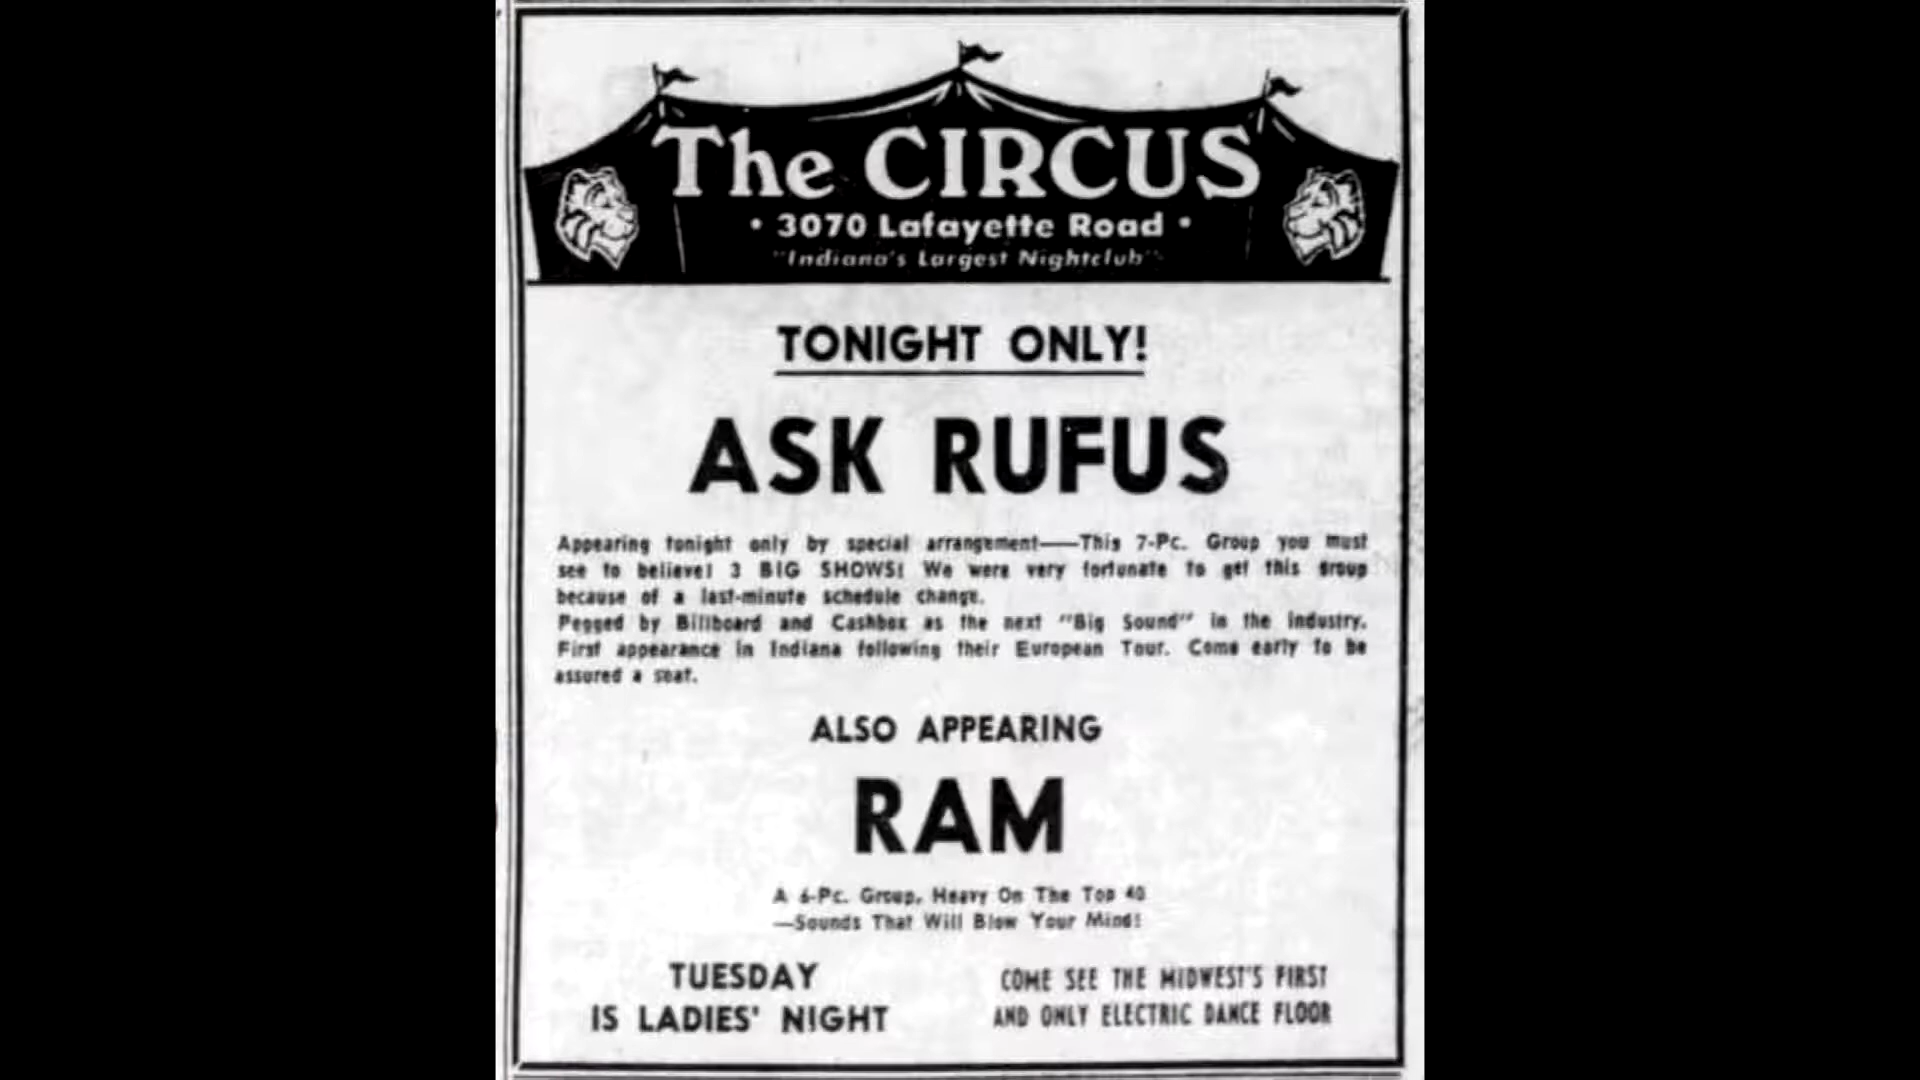 The CIRCUS
• 3070 Lafayette Road •
"Indiana's Largest Nightclub"
TONIGHT ONLY!
ASK RUFUS
Appearing tonight only by special arrangement——This 7-Pc. Group you must
see to believe! 3 BIG SHOWS! We were very fortunate to get this group
because of a last-minute schedule change.
Pegged by Billboard and Cashbox as the next "Big Sound" in the industry.
First appearance in Indiana following their European Tour. Come early to be
assured a seat.
ALSO APPEARING
RAM
A 6-Pc. Group, Heavy On The Top 40
—Sounds That Will Blow Your Mind!
TUESDAY
IS LADIES' NIGHT
COME SEE THE MIDWEST'S FIRST
AND ONLY ELECTRIC DANCE FLOOR